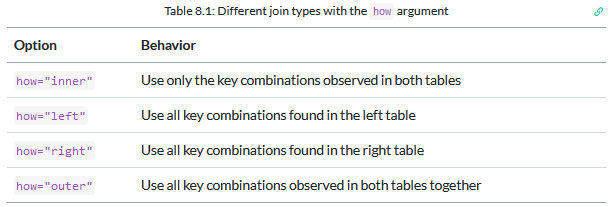 Table 8.1: Different join types with the how argument
Option Behavior
how="inner" Use only the key combinations observed in both tables
how="left" Use all key combinations found in the left table
how="right" Use all key combinations found in the right table
how="outer" Use all key combinations observed in both tables together